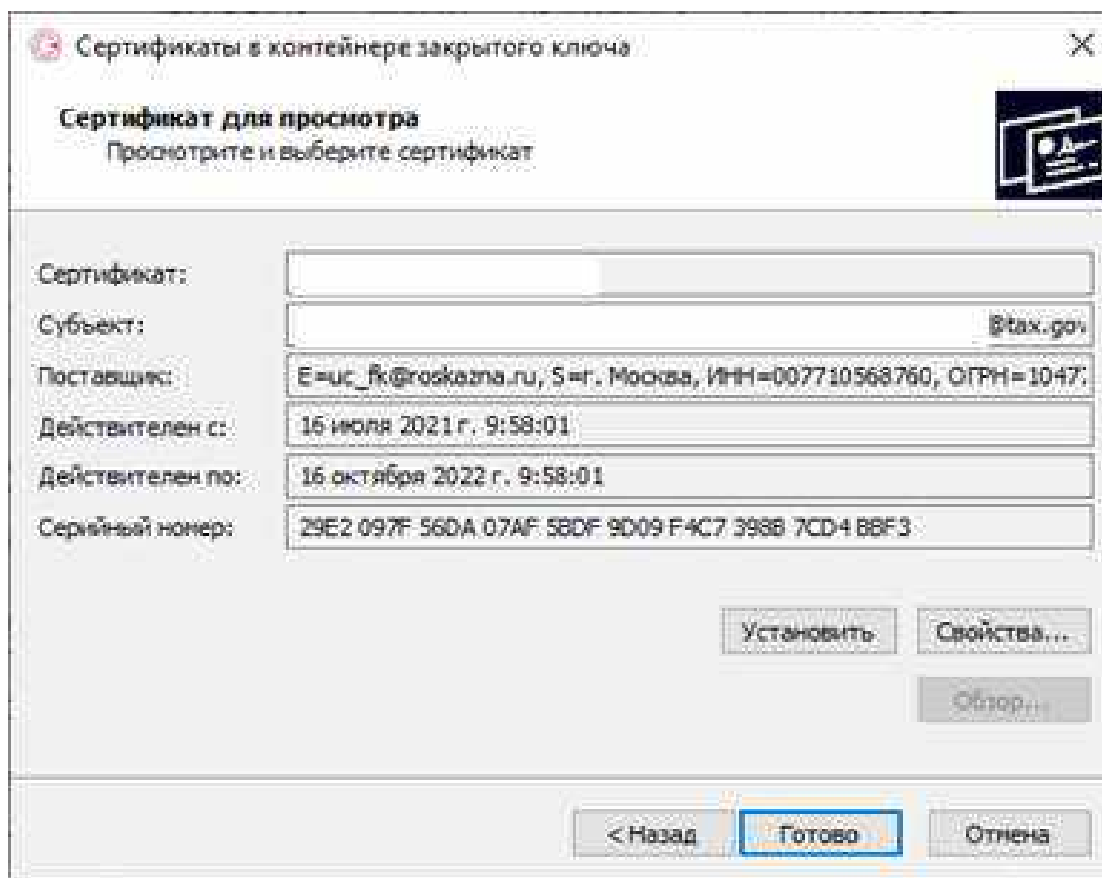 Сертификаты в контейнере закрытого ключа
Сертификат для просмотра
Просмотрите и выберите сертификат
Сертификат:
Субъект: @tax.gov
Поставщик: E=uc_fk@roskazna.ru, S=г. Москва, ИНН=007710568760, ОГРН=1047
Действителен с: 16 июля 2021 г. 9:58:01
Действителен по: 16 октября 2022 г. 9:58:01
Серийный номер: 29E2 097F 56DA 07AF 5BDF 9D09 F4C7 398B 7CD4 BBF3
Установить Свойства...
Обзор...
< Назад Готово Отмена